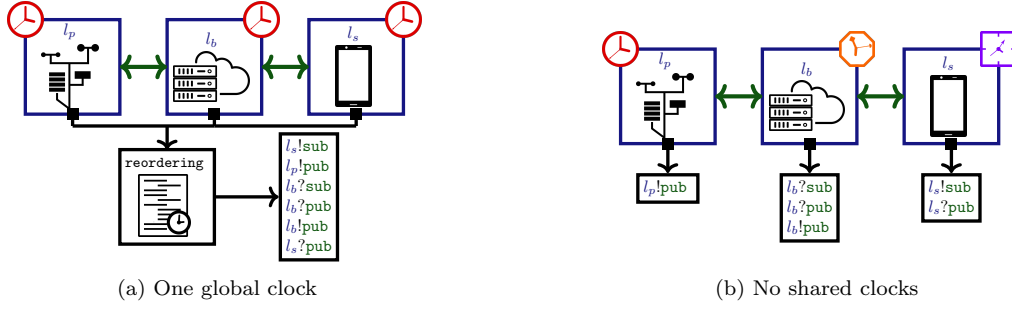 l_p
l_b
l_s
reordering
l_s!sub
l_p!pub
l_b?sub
l_b?pub
l_b!pub
l_s?pub
(a) One global clock
l_p
l_b
l_s
l_p!pub
l_b?sub
l_b?pub
l_b!pub
l_s!sub
l_s?pub
(b) No shared clocks